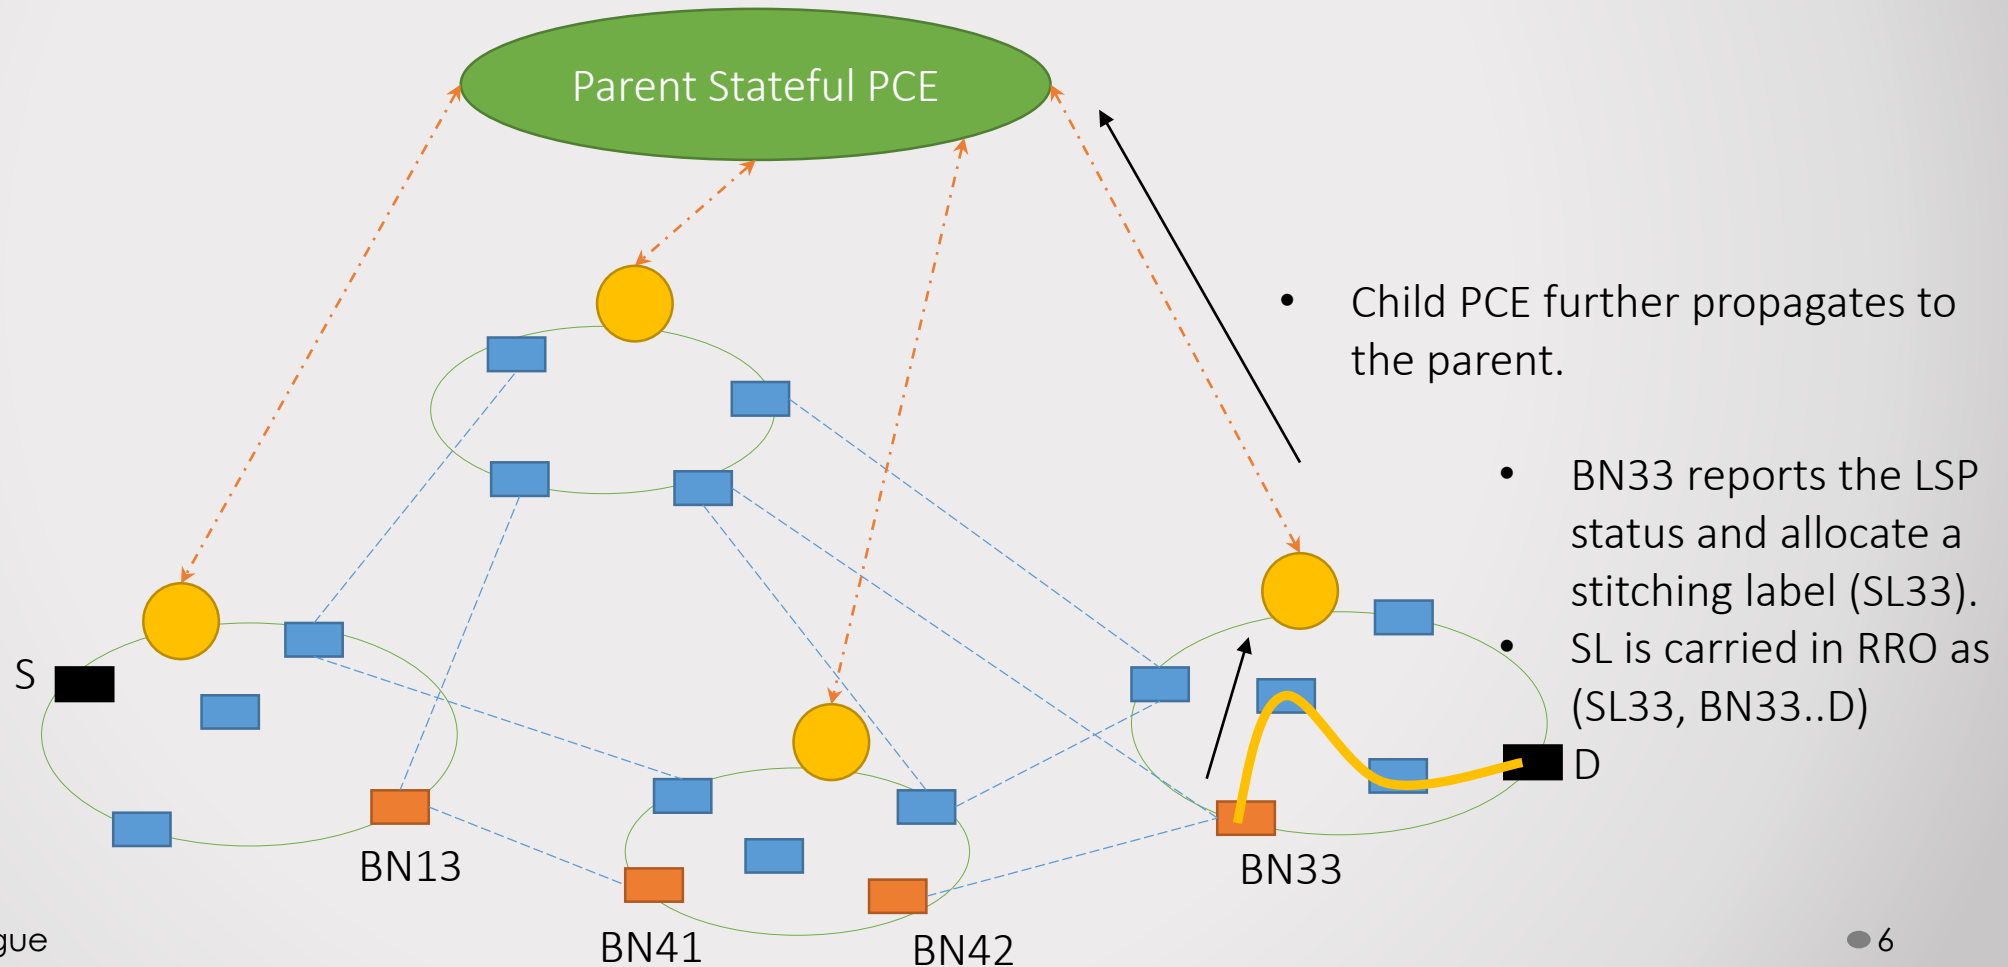 Parent Stateful PCE
• Child PCE further propagates to
the parent.
• BN33 reports the LSP
status and allocate a
stitching label (SL33).
• SL is carried in RRO as
(SL33, BN33..D)
S
D
BN13
BN33
BN41
BN42
6